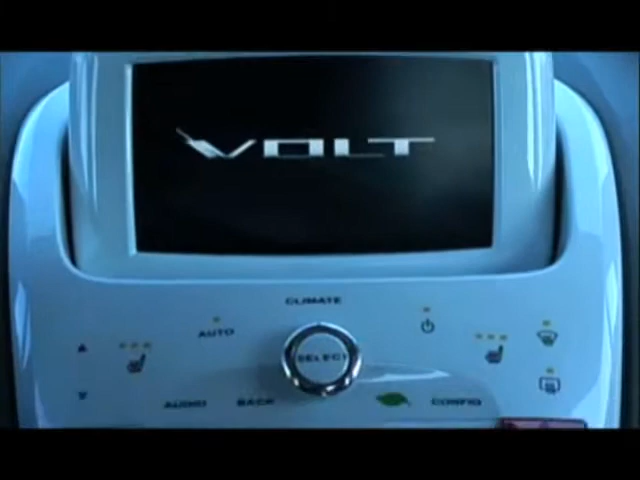 VOLT
CLIMATE
AUTO
SELECT
AUDIO BACK CONFIG